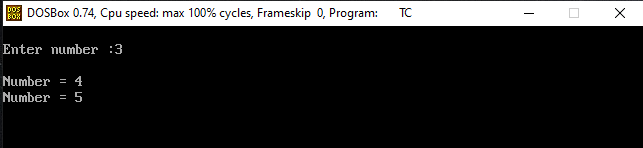 DOSBox 0.74, Cpu speed: max 100% cycles, Frameskip 0, Program: TC
Enter number :3
Number = 4
Number = 5